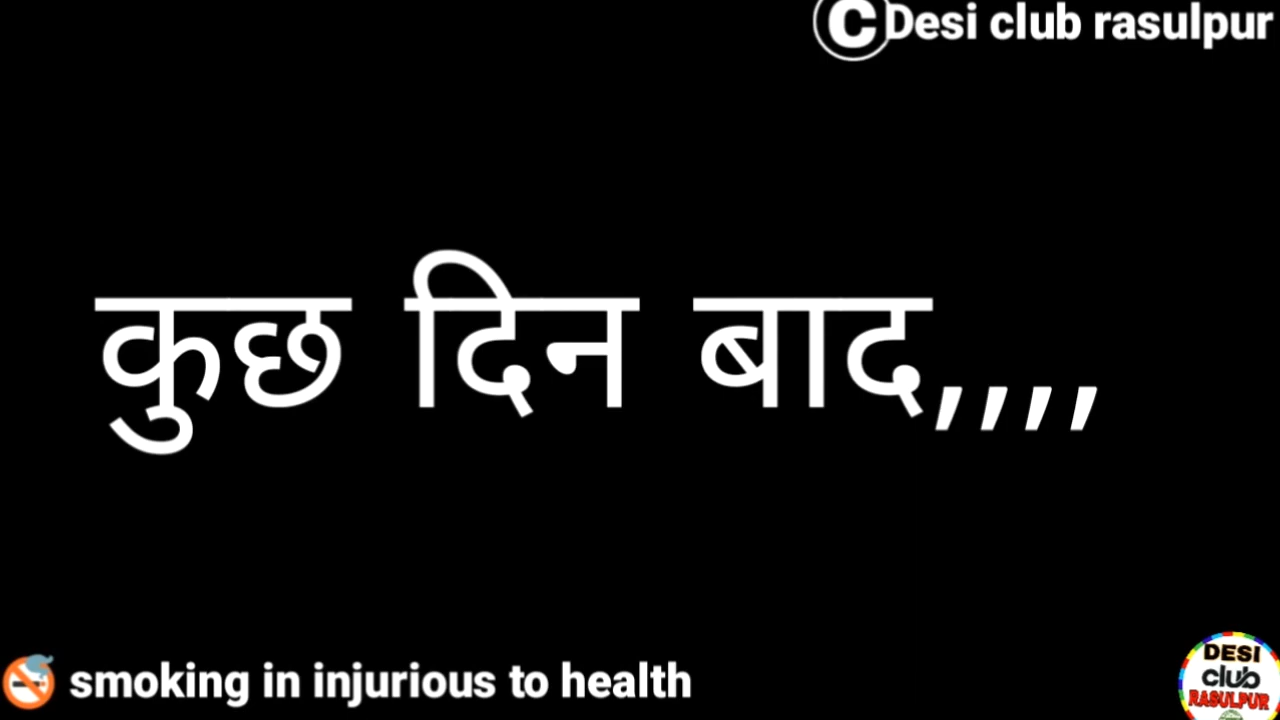 ©Desi club rasulpur
कुछ दिन बाद,,,,
smoking in injurious to health
DESI
club
RASULPUR